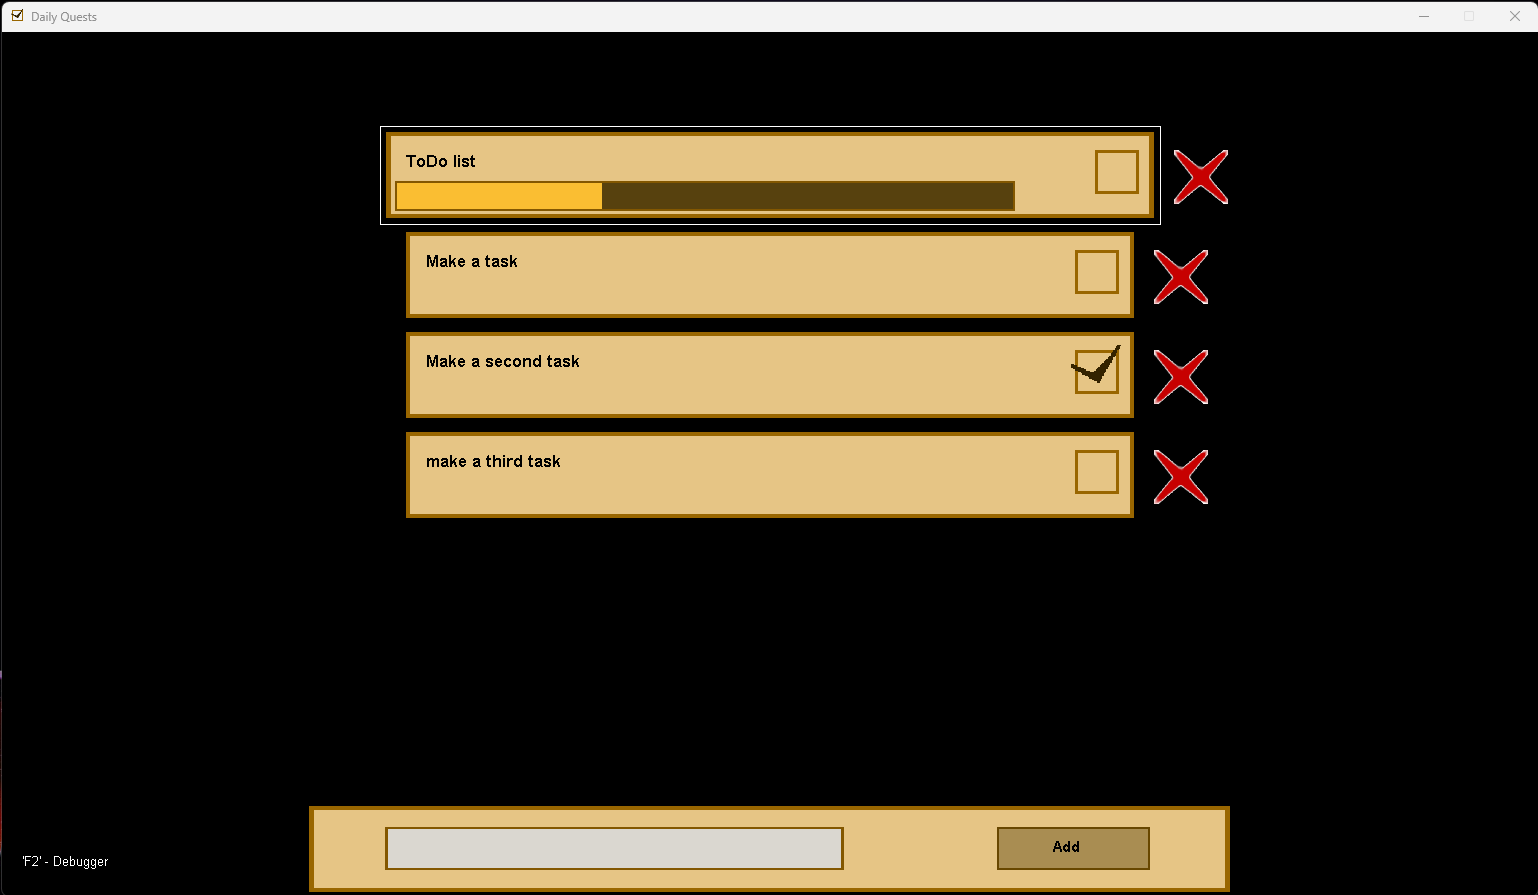 Daily Quests
ToDo list
Make a task
Make a second task
make a third task
Add
'F2' - Debugger